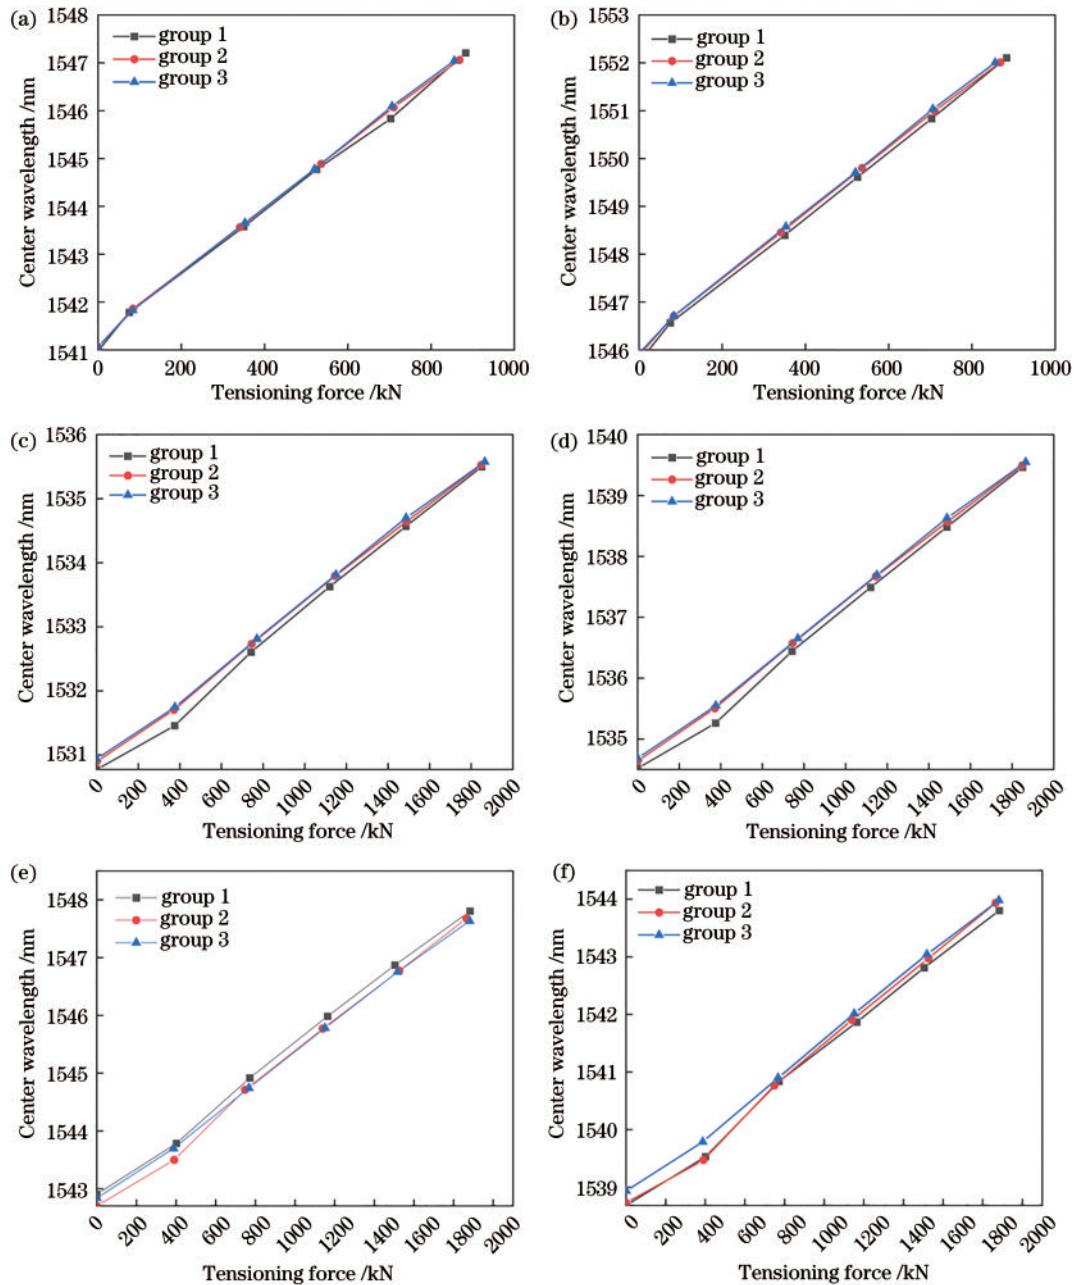 (a)
1548
1547
1546
1545
1544
1543
1542
1541
Center wavelength /nm
group 1
group 2
group 3
0
200
400
600
800
1000
Tensioning force /kN
(b)
1553
1552
1551
1550
1549
1548
1547
1546
Center wavelength /nm
group 1
group 2
group 3
0
200
400
600
800
1000
Tensioning force /kN
(c)
1536
1535
1534
1533
1532
1531
Center wavelength /nm
group 1
group 2
group 3
0
200
400
600
800
1000
1200
1400
1600
1800
2000
Tensioning force /kN
(d)
1540
1539
1538
1537
1536
1535
Center wavelength /nm
group 1
group 2
group 3
0
200
400
600
800
1000
1200
1400
1600
1800
2000
Tensioning force /kN
(e)
1548
1547
1546
1545
1544
1543
Center wavelength /nm
group 1
group 2
group 3
0
200
400
600
800
1000
1200
1400
1600
1800
2000
Tensioning force /kN
(f)
1544
1543
1542
1541
1540
1539
Center wavelength /nm
group 1
group 2
group 3
0
200
400
600
800
1000
1200
1400
1600
1800
2000
Tensioning force /kN